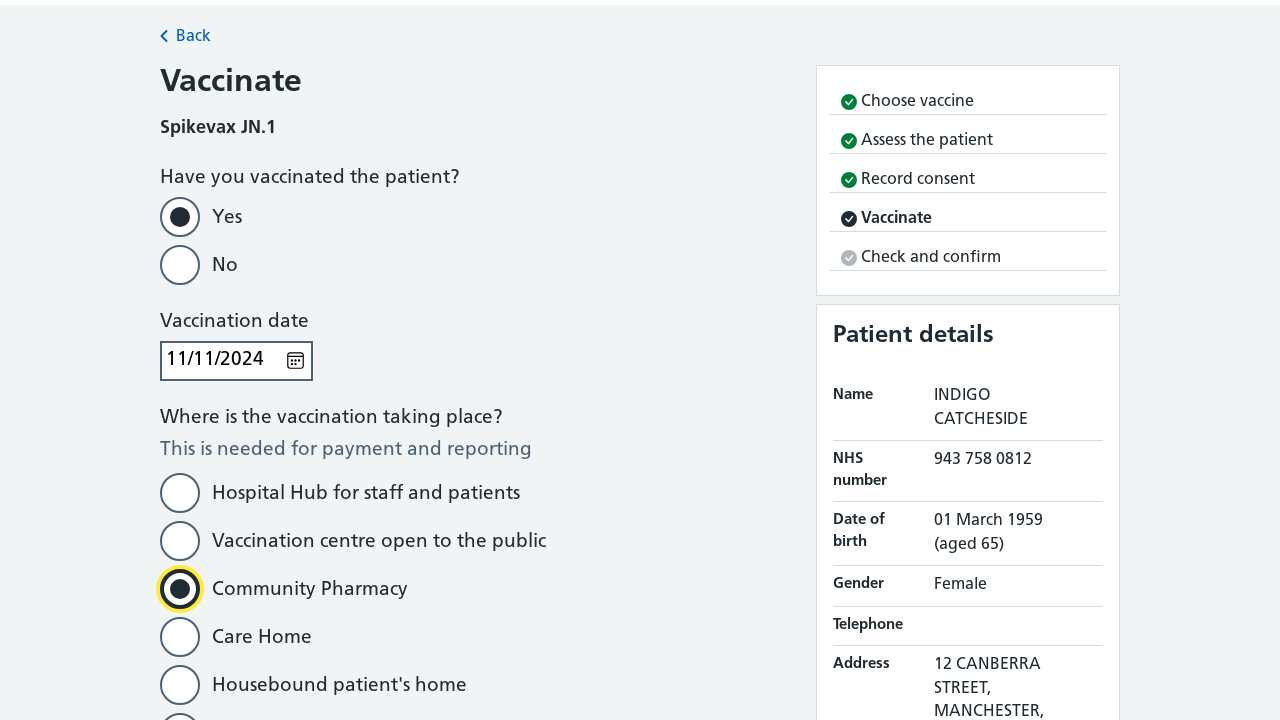 Back
Vaccinate
Spikevax JN.1
Have you vaccinated the patient?
Yes
No
Vaccination date
11/11/2024
Where is the vaccination taking place?
This is needed for payment and reporting
Hospital Hub for staff and patients
Vaccination centre open to the public
Community Pharmacy
Care Home
Housebound patient's home
Choose vaccine
Assess the patient
Record consent
Vaccinate
Check and confirm
Patient details
Name
INDIGO
CATCHESIDE
NHS
number
943 758 0812
Date of
birth
01 March 1959
(aged 65)
Gender
Female
Telephone
Address
12 CANBERRA
STREET,
MANCHESTER,